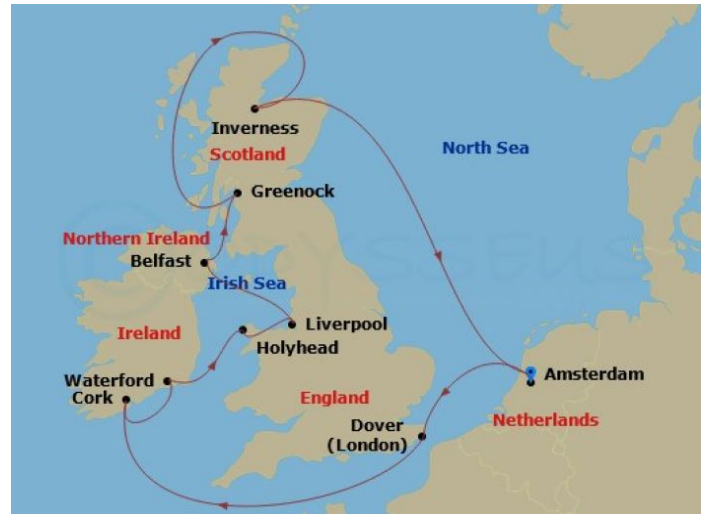 Inverness
Scotland
North Sea
Greenock
Northern Ireland
Belfast
Irish Sea
Ireland
Liverpool
Holyhead
Waterford
Cork
England
Amsterdam
Netherlands
Dover
(London)
ODYSSEUS